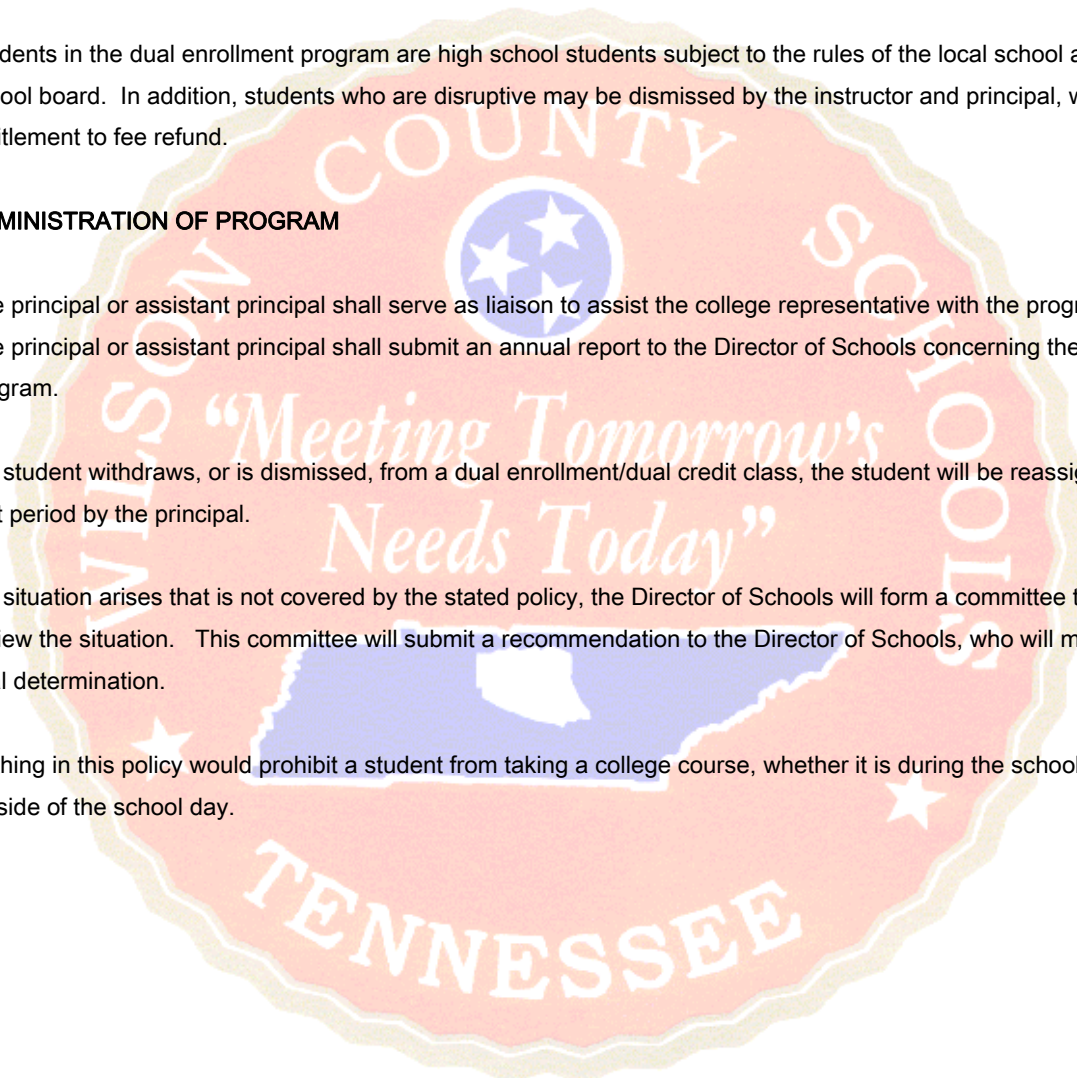 dents in the dual enrollment program are high school students subject to the rules of the local school a
ool board.  In addition, students who are disruptive may be dismissed by the instructor and principal, w
itlement to fee refund.
MINISTRATION OF PROGRAM
e principal or assistant principal shall serve as liaison to assist the college representative with the progr
e principal or assistant principal shall submit an annual report to the Director of Schools concerning the
gram.
student withdraws, or is dismissed, from a dual enrollment/dual credit class, the student will be reassig
t period by the principal.
situation arises that is not covered by the stated policy, the Director of Schools will form a committee t
iew the situation.   This committee will submit a recommendation to the Director of Schools, who will m
al determination.
hing in this policy would prohibit a student from taking a college course, whether it is during the school
side of the school day.
WILSON COUNTY SCHOOLS
“Meeting Tomorrow's
Needs Today”
TENNESSEE